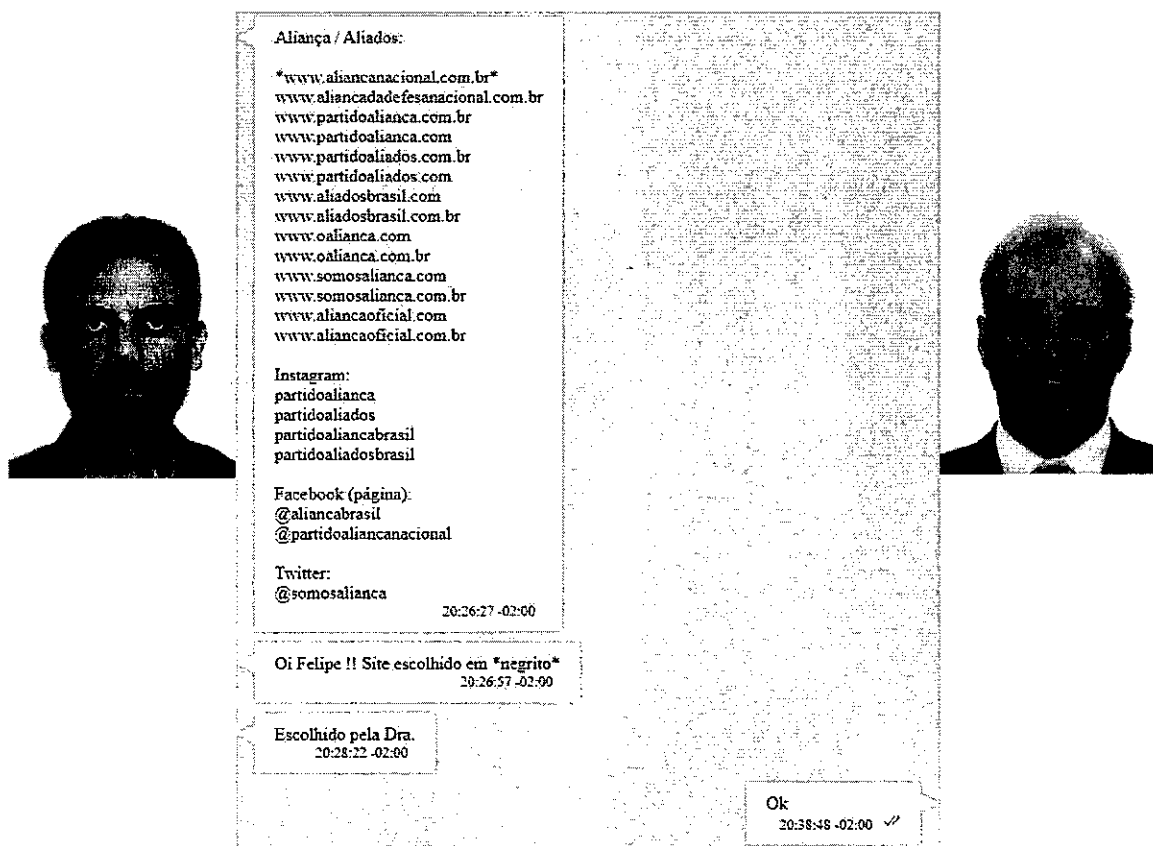 Aliança / Aliados:
*www.aliancanacional.com.br*
www.aliancadadefesanacional.com.br
www.partidoalianca.com.br
www.partidoalianca.com
www.partidoaliados.com.br
www.partidoaliados.com
www.aliadosbrasil.com
www.aliadosbrasil.com.br
www.oalianca.com
www.oalianca.com.br
www.somosalianca.com
www.somosalianca.com.br
www.aliancaoficial.com
www.aliancaoficial.com.br
Instagram:
partidoalianca
partidoaliados
partidoaliancabrasil
partidoaliadosbrasil
Facebook (página):
@aliancabrasil
@partidoaliancanacional
Twitter:
@somosalianca
20:26:27 -02:00
Oi Felipe !! Site escolhido em *negrito*
20:26:57 -02:00
Escolhido pela Dra.
20:28:22 -02:00
Ok
20:38:48 -02:00